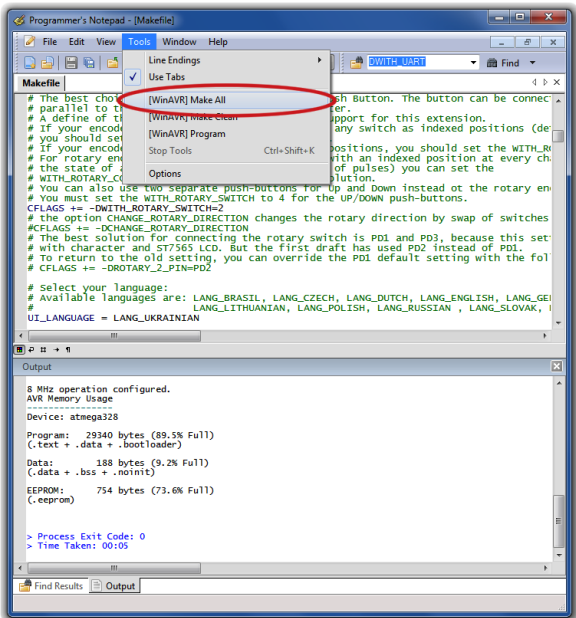 Programmer's Notepad - [Makefile]
File Edit View Tools Window Help
DWITH_UART Find
Line Endings
Use Tabs
[WinAVR] Make All
[WinAVR] Make Clean
[WinAVR] Program
Stop Tools Ctrl+Shift+K
Options
Makefile
# The best choi sh Button. The button can be connec
# parallel to t ter.
# A define of th pport for this extension.
# If your encode any switch as indexed positions (de
# you should set
# If your encode ositions, you should set the WITH_R
# For rotary en with an indexed position at every ch
# the state of a of pulses) you can set the
# WITH_ROTARY_CO olution.
# You can also use two separate push-buttons for Up and Down instead of the rotary en
# You must set the WITH_ROTARY_SWITCH to 4 for the UP/DOWN push-buttons.
CFLAGS += -DWITH_ROTARY_SWITCH=2
# the option CHANGE_ROTARY_DIRECTION changes the rotary direction by swap of switches
#CFLAGS += -DCHANGE_ROTARY_DIRECTION
# The best solution for connecting the rotary switch is PD1 and PD3, because this set
# with character and ST7565 LCD. But the first draft has used PD2 instead of PD1.
# To return to the old setting, you can override the PD1 default setting with the fol
# CFLAGS += -DROTARY_2_PIN=PD2
# Select your language:
# Available languages are: LANG_BRASIL, LANG_CZECH, LANG_DUTCH, LANG_ENGLISH, LANG_GE
# LANG_LITHUANIAN, LANG_POLISH, LANG_RUSSIAN , LANG_SLOVAK,
UI_LANGUAGE = LANG_UKRAINIAN
Output
8 MHz operation configured.
AVR Memory Usage
----------------
Device: atmega328
Program: 29340 bytes (89.5% Full)
(.text + .data + .bootloader)
Data: 188 bytes (9.2% Full)
(.data + .bss + .noinit)
EEPROM: 754 bytes (73.6% Full)
(.eeprom)
> Process Exit Code: 0
> Time Taken: 00:05
Find Results Output